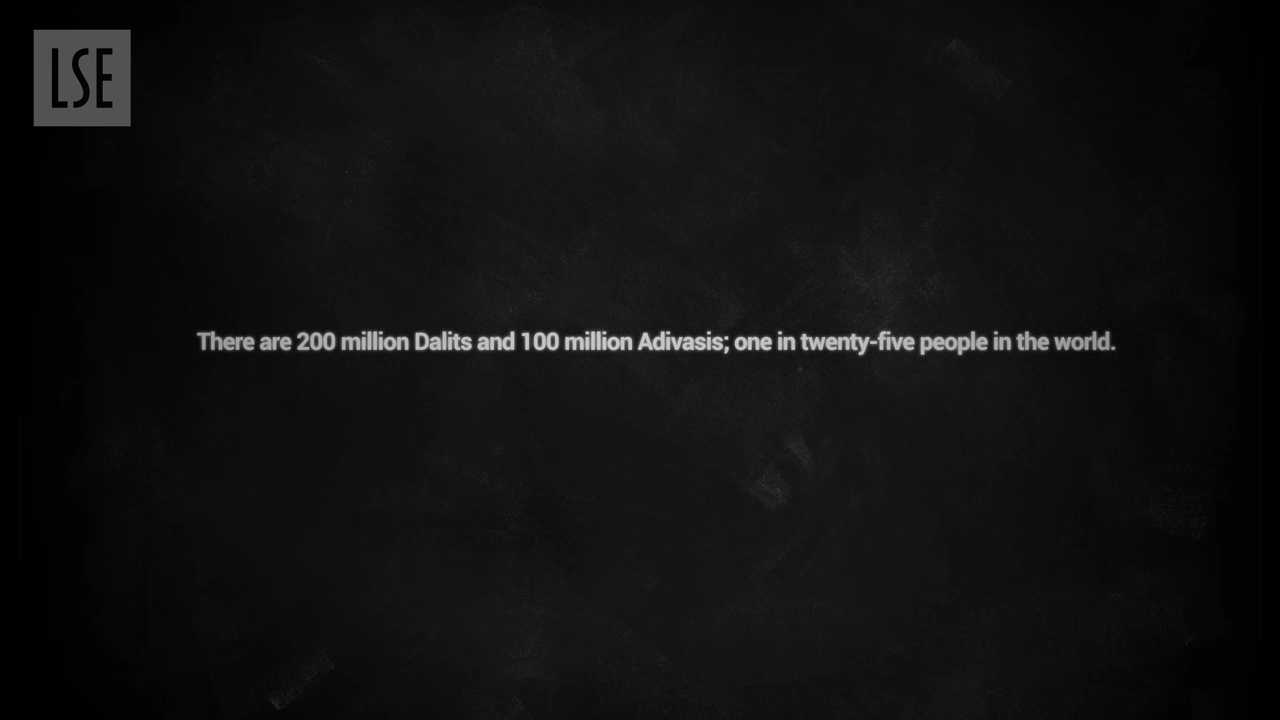 LSE
There are 200 million Dalits and 100 million Adivasis; one in twenty-five people in the world.